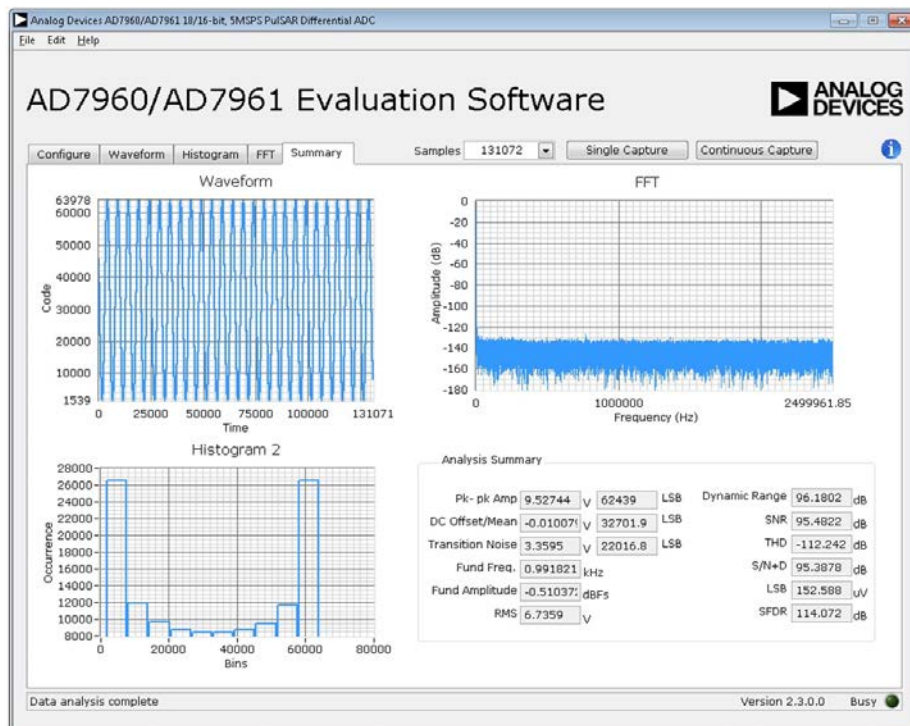 Analog Devices AD7960/AD7961 18/16-bit, 5MSPS PulSAR Differential ADC
File Edit Help
AD7960/AD7961 Evaluation Software
ANALOG
DEVICES
Configure Waveform Histogram FFT Summary
Samples 131072 Single Capture Continuous Capture
Waveform
63978
60000
50000
40000
30000
20000
10000
1539
Code
0 25000 50000 75000 100000 131071
Time
FFT
0
-20
-40
-60
-80
-100
-120
-140
-160
-180
Amplitude (dB)
0 1000000 2499961.85
Frequency (Hz)
Histogram 2
28000
26000
24000
22000
20000
18000
16000
14000
12000
10000
8000
Occurrence
0 20000 40000 60000 80000
Bins
Analysis Summary
Pk- pk Amp 9.52744 V 62439 LSB
DC Offset/Mean -0.01007 V 32701.9 LSB
Transition Noise 3.3595 V 22016.8 LSB
Fund Freq. 0.991821 kHz
Fund Amplitude -0.51037 dBFs
RMS 6.7359 V
Dynamic Range 96.1802 dB
SNR 95.4822 dB
THD -112.242 dB
S/N+D 95.3878 dB
LSB 152.588 uV
SFDR 114.072 dB
Data analysis complete
Version 2.3.0.0 Busy